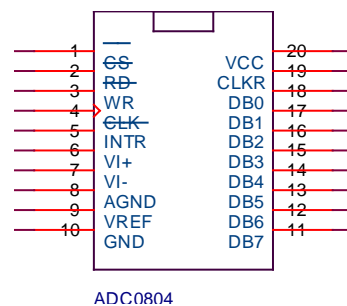 1 20
CS VCC
2 19
RD CLKR
3 18
WR DB0
4 17
CLK DB1
5 16
INTR DB2
6 15
VI+ DB3
7 14
VI- DB4
8 13
AGND DB5
9 12
VREF DB6
10 11
GND DB7
ADC0804